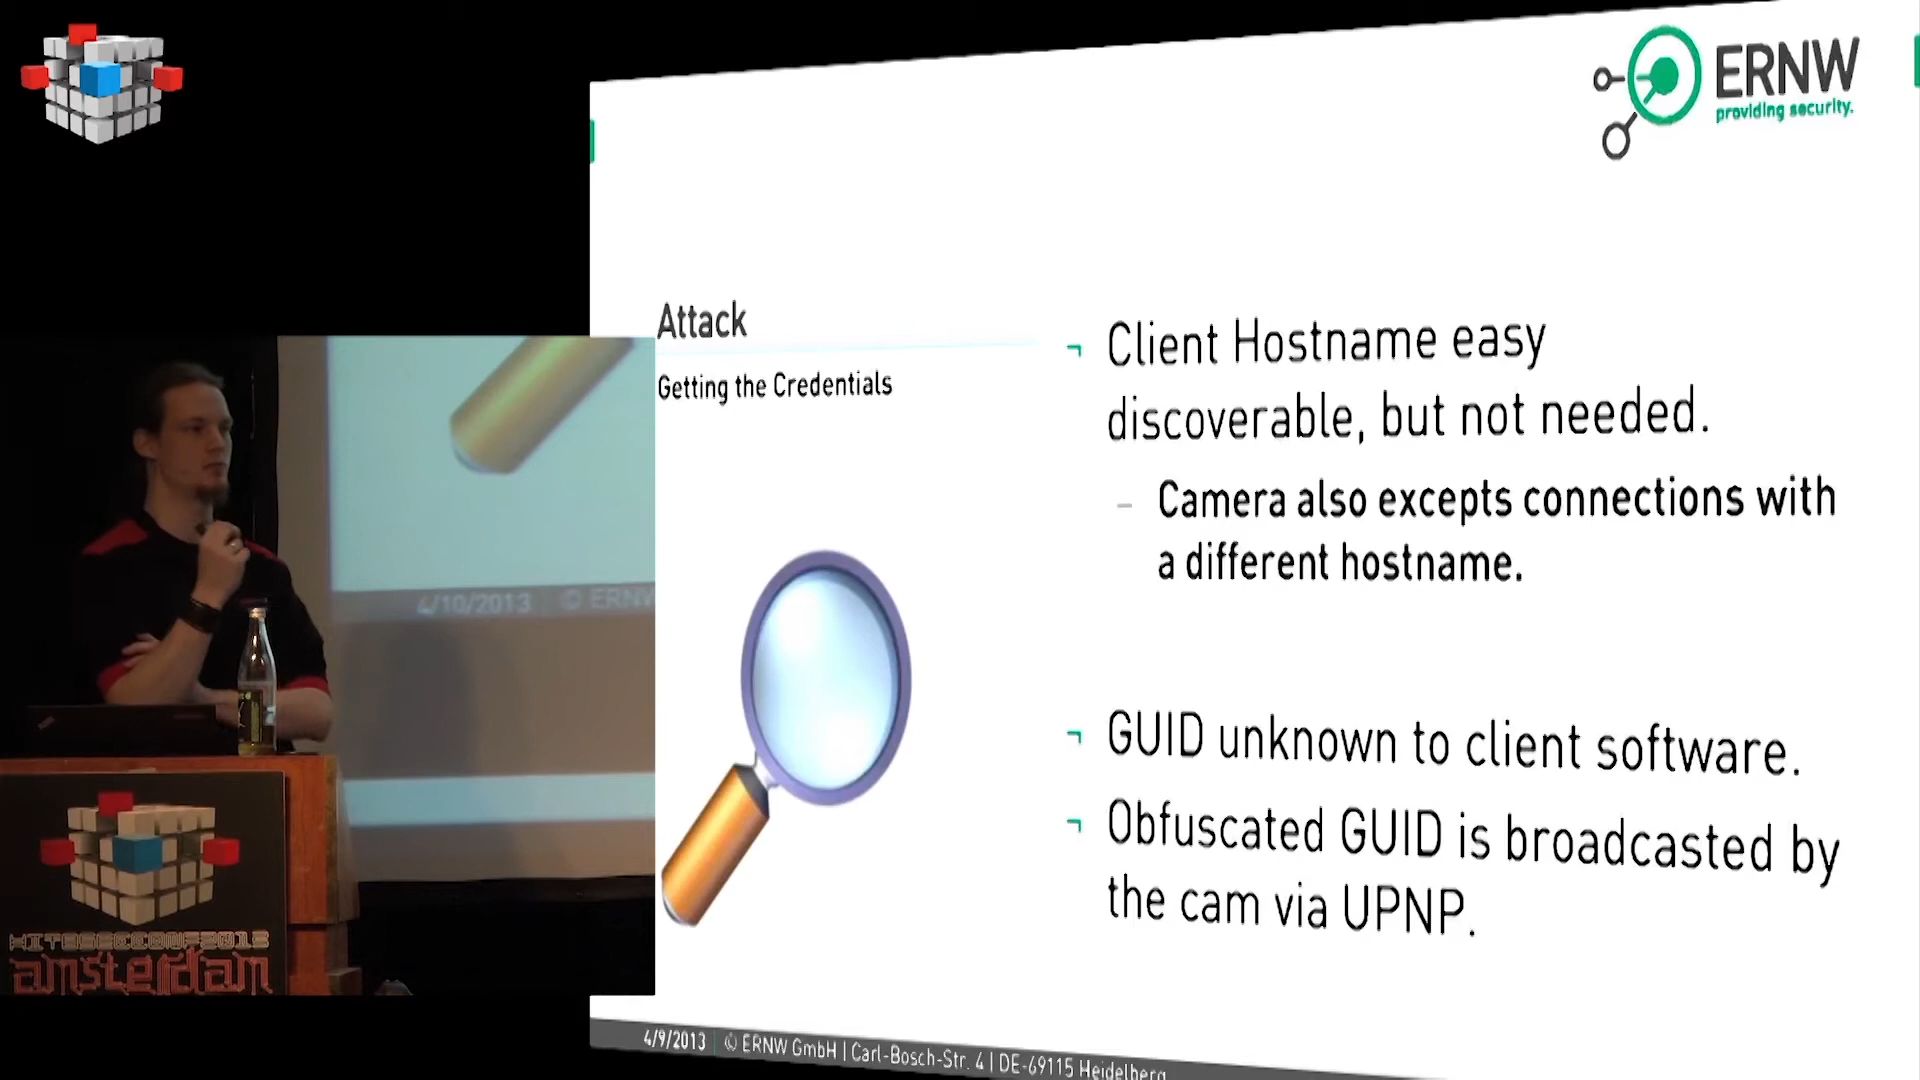 ERNW
providing security.
Attack
Getting the Credentials
¬ Client Hostname easy
discoverable, but not needed.
– Camera also excepts connections with
a different hostname.
¬ GUID unknown to client software.
¬ Obfuscated GUID is broadcasted by
the cam via UPNP.
4/9/2013 | © ERNW GmbH | Carl-Bosch-Str. 4 | DE-69115 Heidelberg
4/10/2013 | © ERNW
HITBSECCONF2013
amsterdam